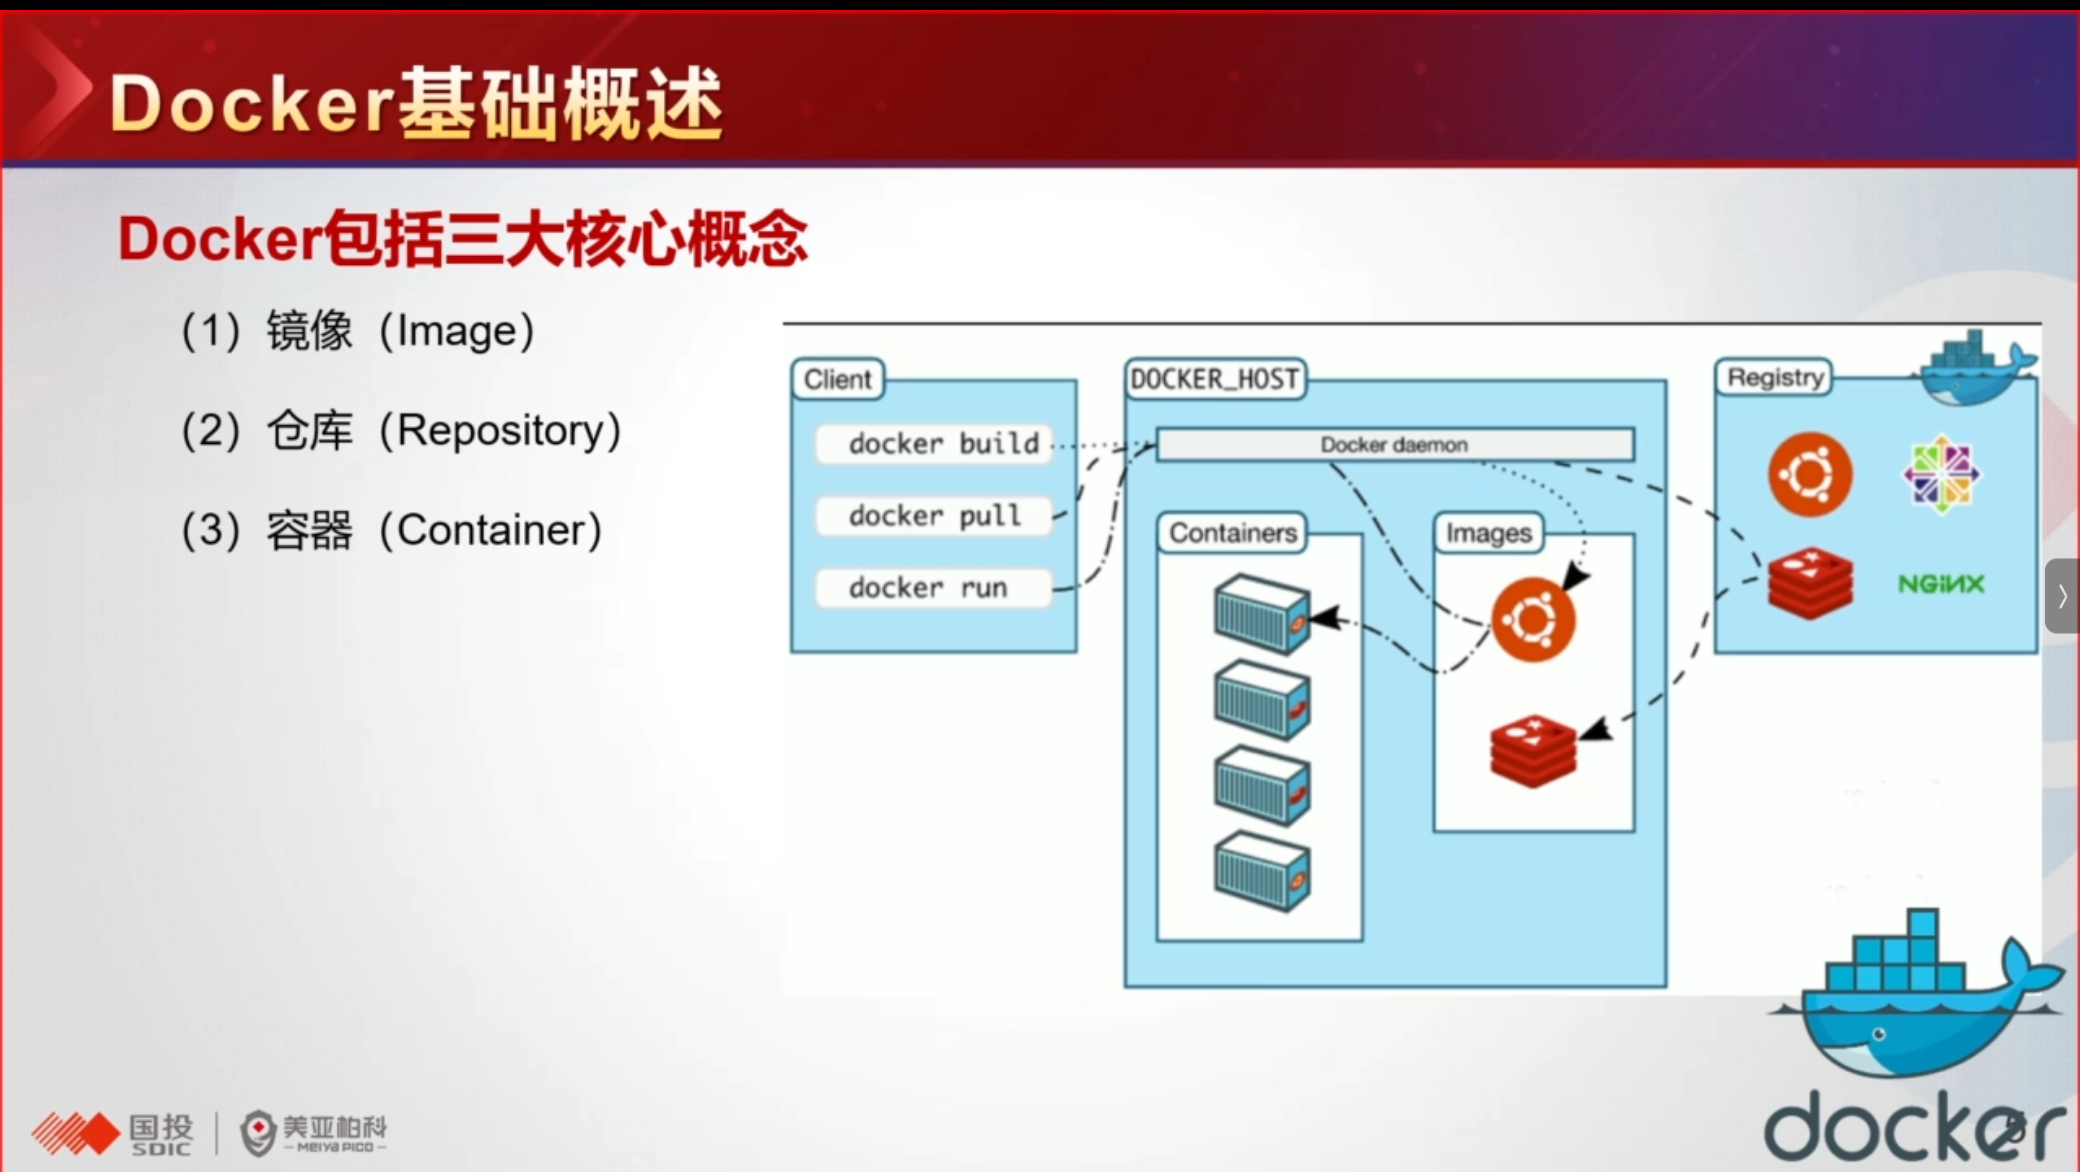 Docker基础概述
Docker包括三大核心概念
（1）镜像（Image）
（2）仓库（Repository）
（3）容器（Container）
Client
docker build
docker pull
docker run
DOCKER_HOST
Docker daemon
Containers
Images
Registry
NGiNX
国投
SDIC
美亚柏科
MEIYA PICO
docker
5